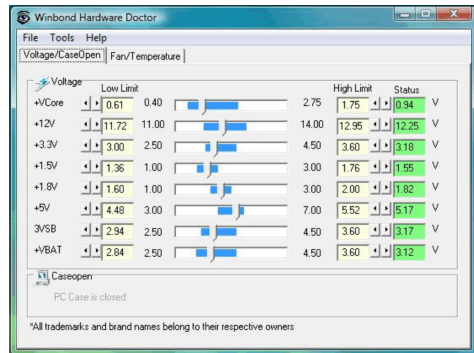 Winbond Hardware Doctor
File Tools Help
Voltage/CaseOpen Fan/Temperature
Voltage Low Limit High Limit Status
+VCore 0.61 0.40 2.75 1.75 0.94 V
+12V 11.72 11.00 14.00 12.95 12.25 V
+3.3V 3.00 2.50 4.50 3.60 3.18 V
+1.5V 1.36 1.00 3.00 1.76 1.55 V
+1.8V 1.60 1.00 3.00 2.00 1.82 V
+5V 4.48 3.00 7.00 5.52 5.17 V
3VSB 2.94 2.50 4.50 3.60 3.17 V
+VBAT 2.84 2.50 4.50 3.60 3.12 V
Caseopen
PC Case is closed
*All trademarks and brand names belong to their respective owners